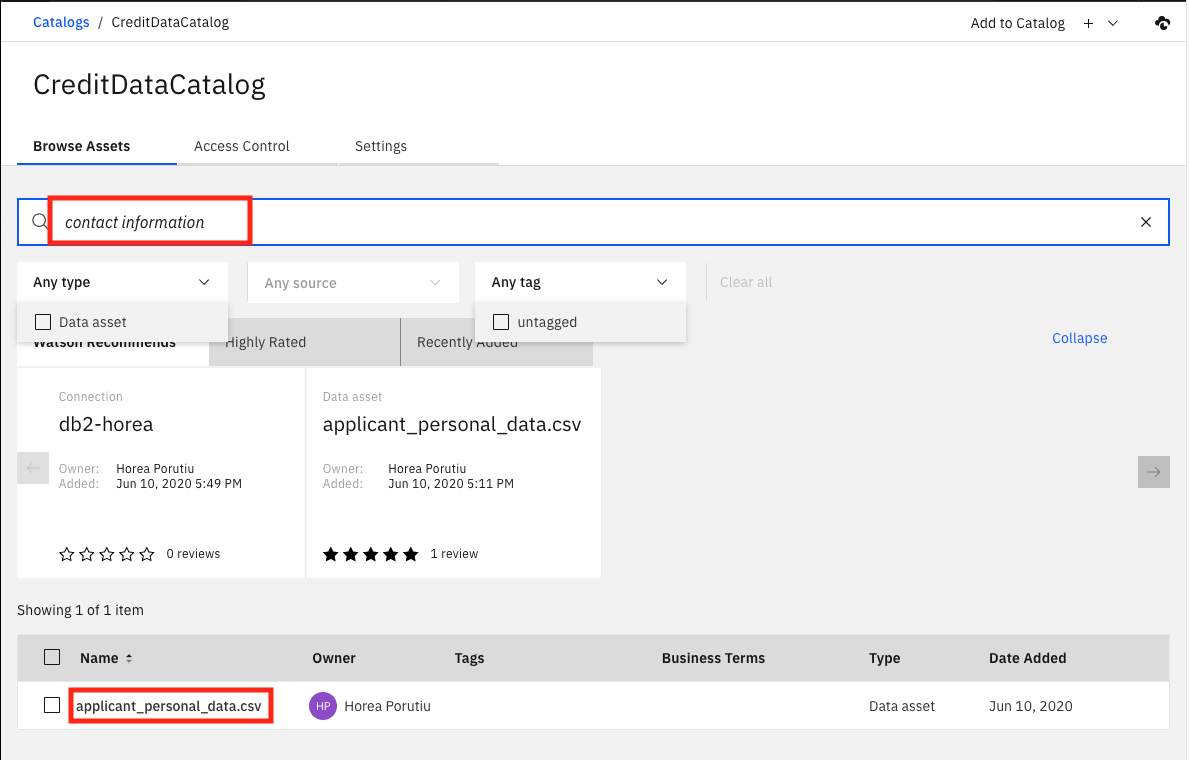 Catalogs / CreditDataCatalog
Add to Catalog +
CreditDataCatalog
Browse Assets Access Control Settings
contact information
Any type Any source Any tag Clear all
Data asset untagged
Watson Recommends Highly Rated Recently Added Collapse
Connection
db2-horea
Owner: Horea Porutiu
Added: Jun 10, 2020 5:49 PM
0 reviews
Data asset
applicant_personal_data.csv
Owner: Horea Porutiu
Added: Jun 10, 2020 5:11 PM
1 review
Showing 1 of 1 item
Name Owner Tags Business Terms Type Date Added
applicant_personal_data.csv HP Horea Porutiu Data asset Jun 10, 2020